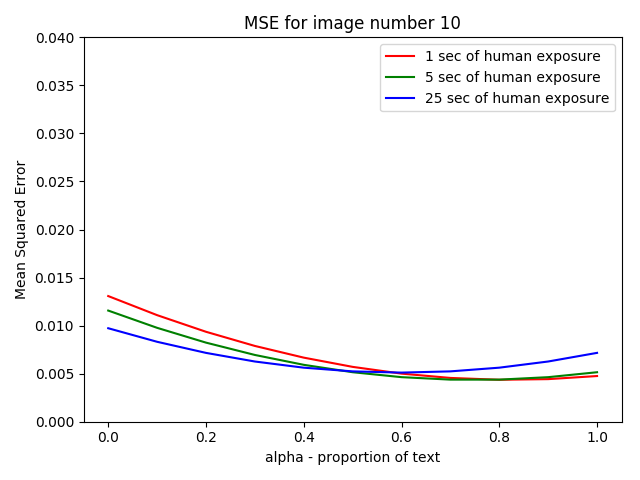 MSE for image number 10
1 sec of human exposure
5 sec of human exposure
25 sec of human exposure
Mean Squared Error
0.040
0.035
0.030
0.025
0.020
0.015
0.010
0.005
0.000
0.0 0.2 0.4 0.6 0.8 1.0
alpha - proportion of text